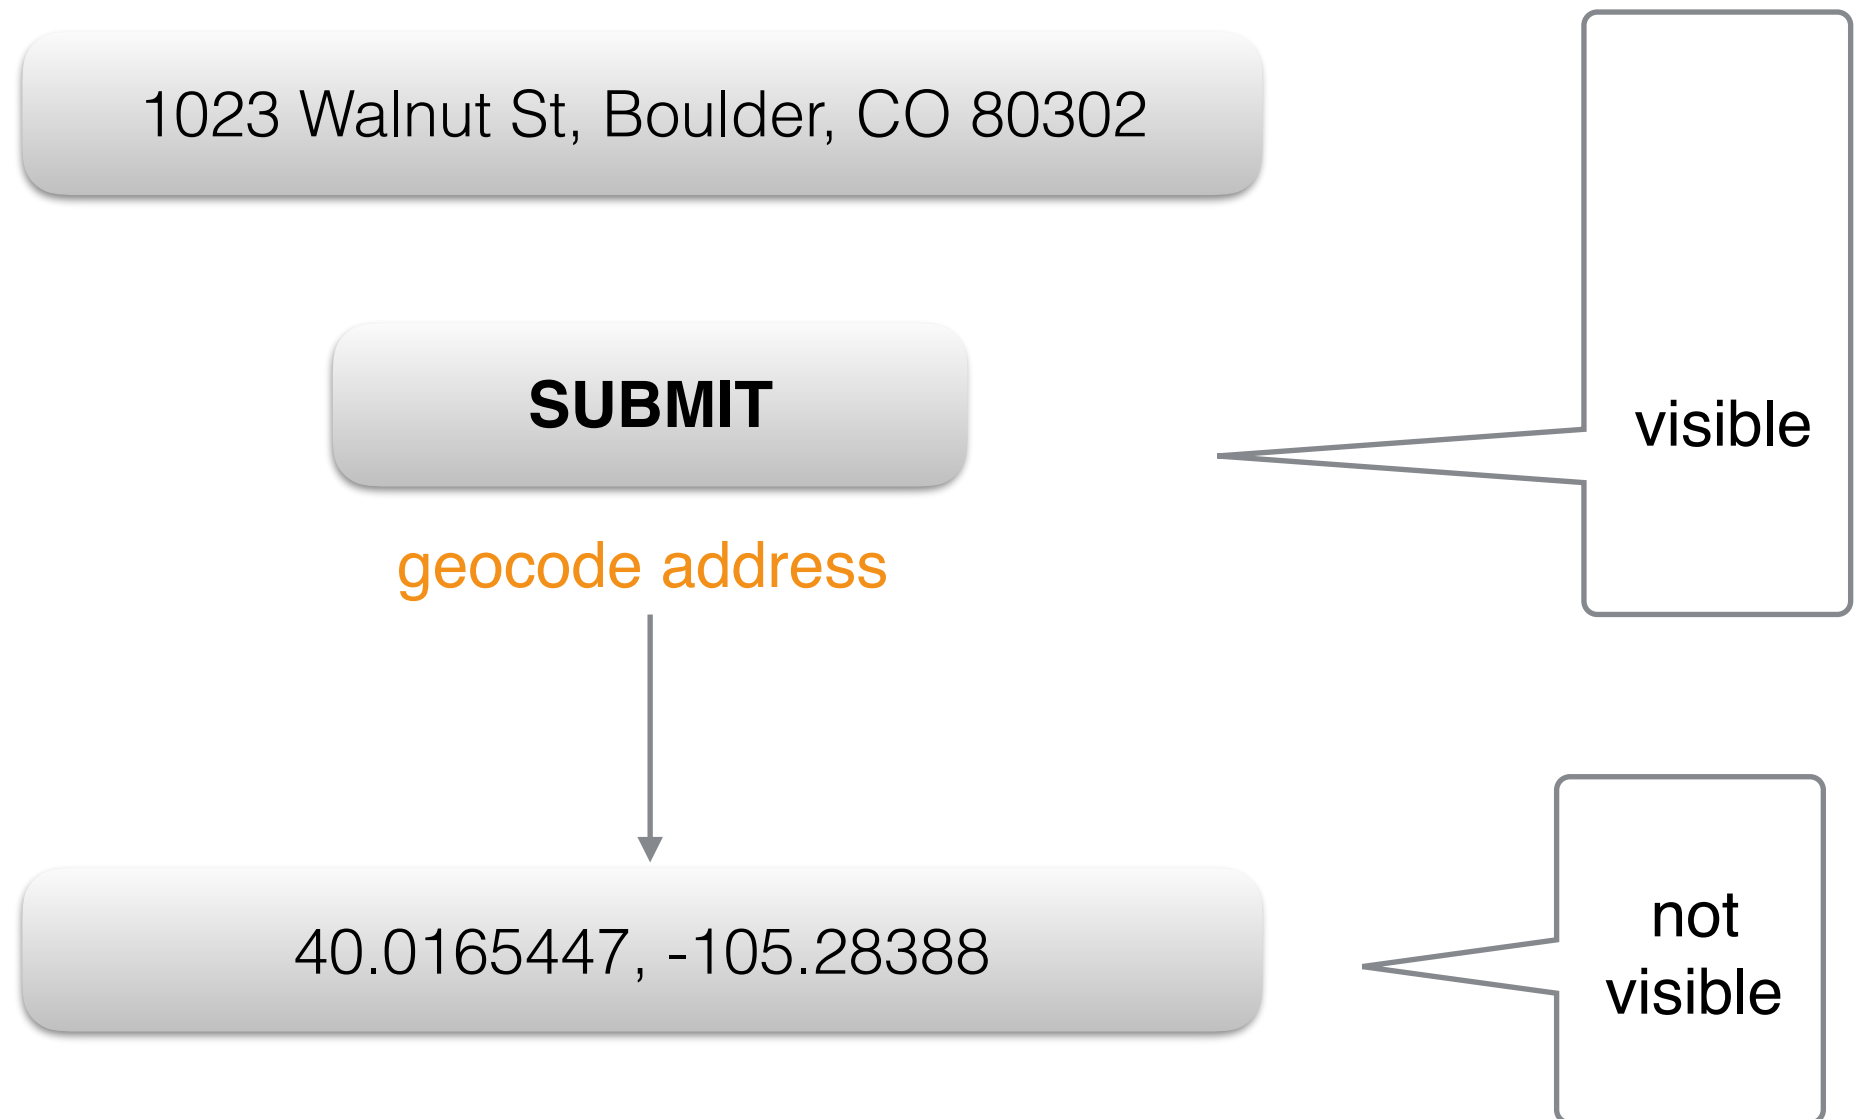 1023 Walnut St, Boulder, CO 80302
SUBMIT
visible
geocode address
40.0165447, -105.28388
not
visible